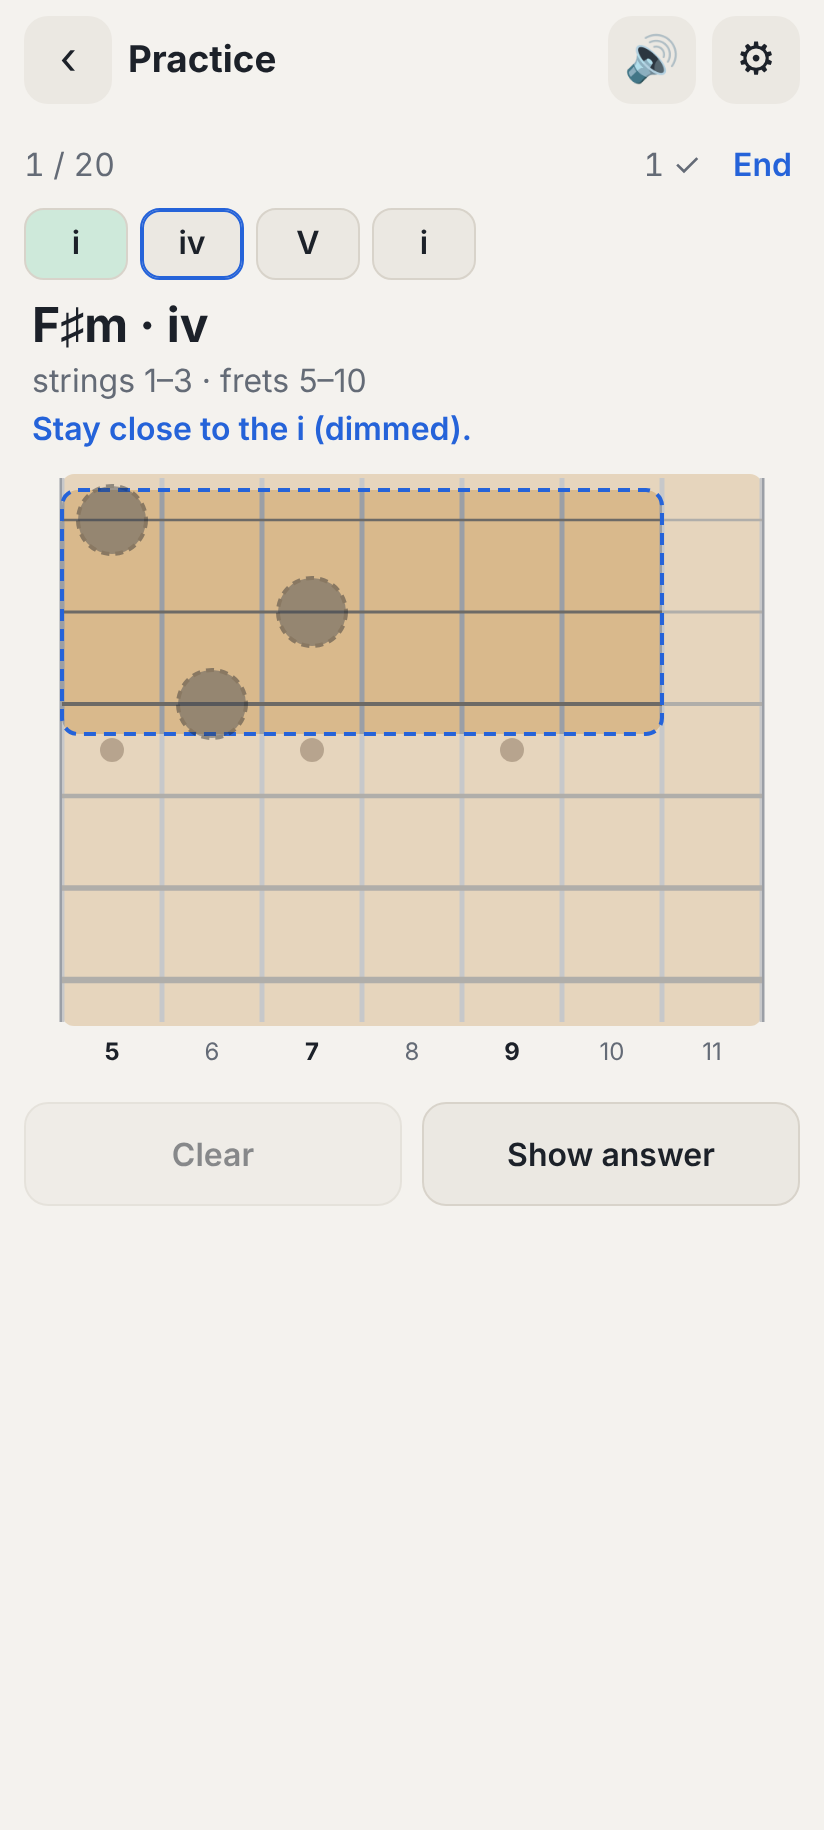 ‹ Practice 🔊 ⚙
1 / 20 1 ✓ End
i iv V i
F♯m · iv
strings 1–3 · frets 5–10
Stay close to the i (dimmed).
5 6 7 8 9 10 11
Clear Show answer